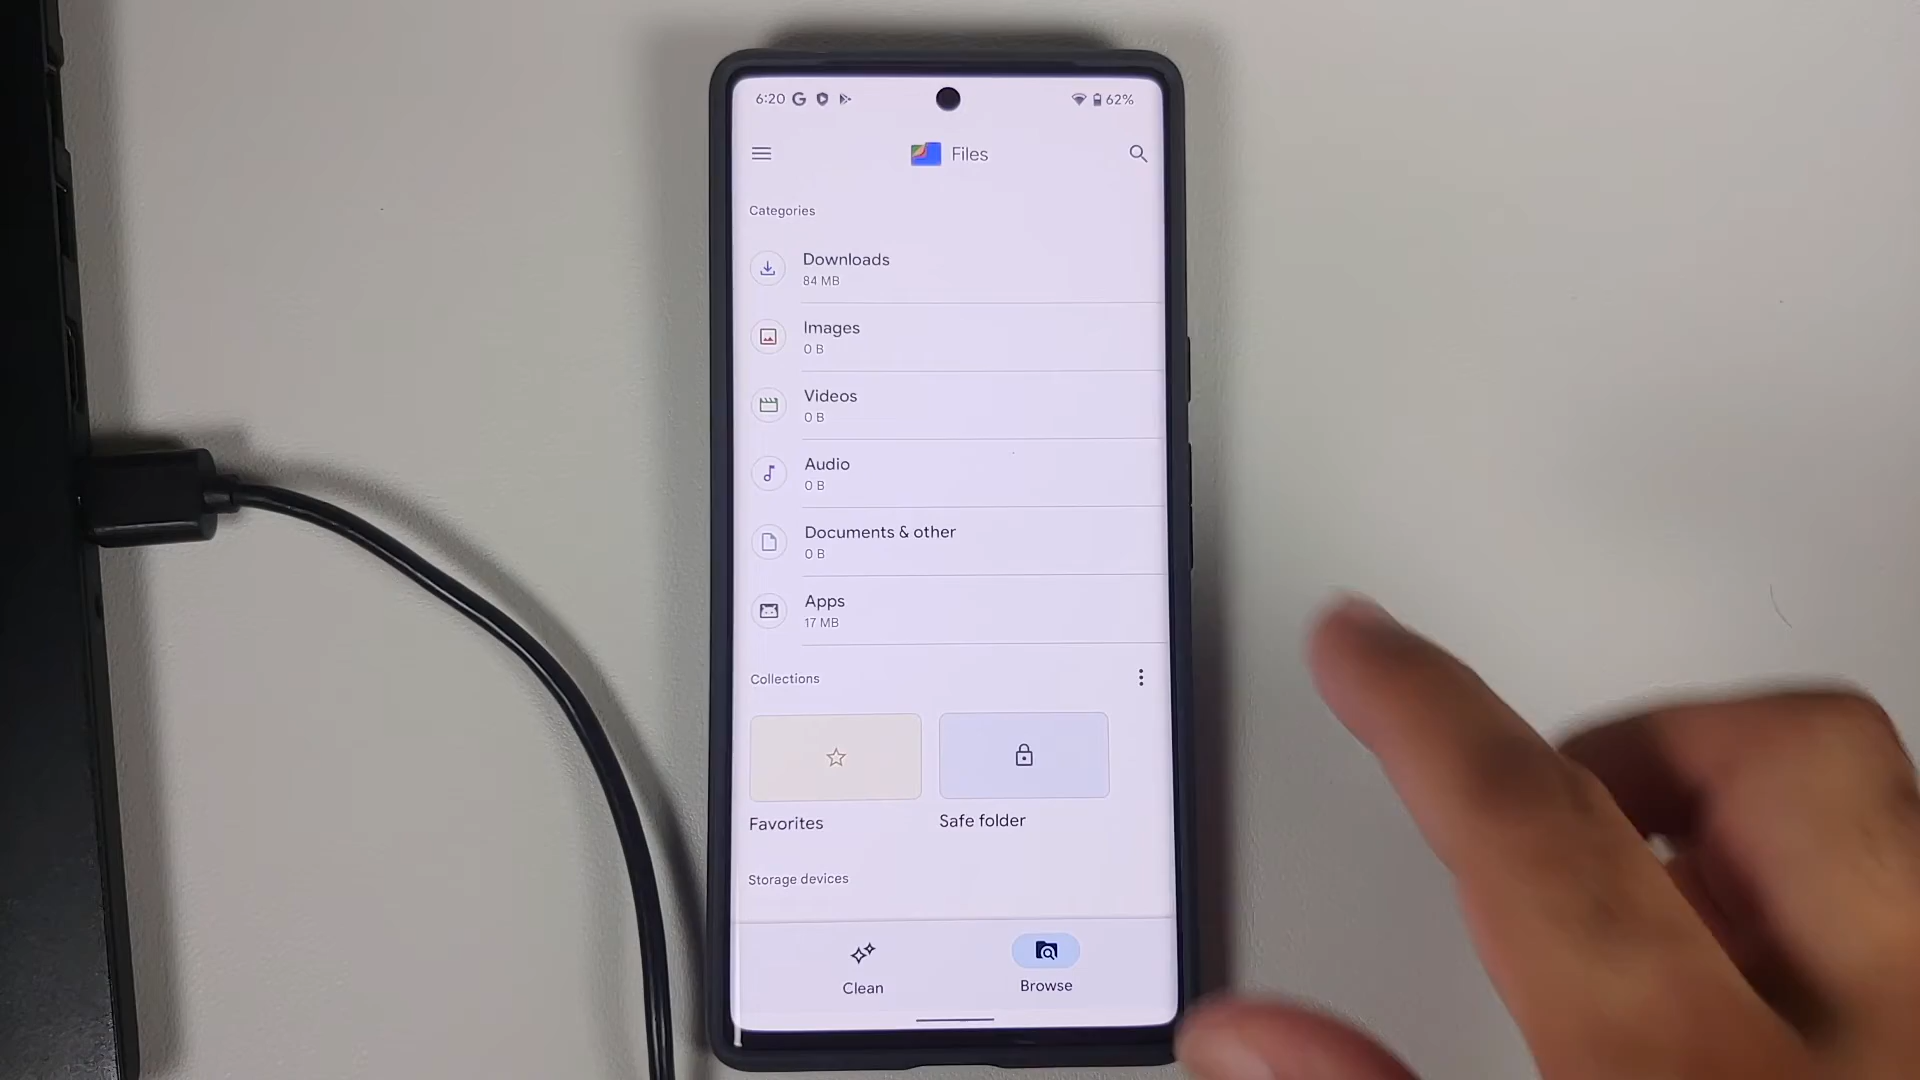 6:20
62%
Files
Categories
Downloads
84 MB
Images
0 B
Videos
0 B
Audio
0 B
Documents & other
0 B
Apps
17 MB
Collections
Favorites
Safe folder
Storage devices
Clean
Browse